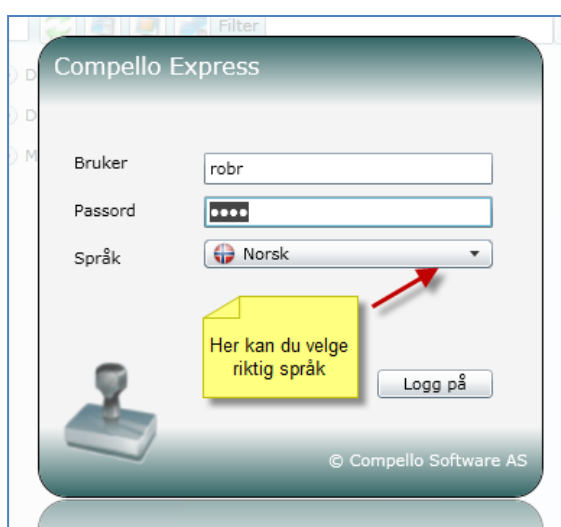 Filter
D
Compello Express
D
M
Bruker
robr
Passord
••••
Språk
Norsk
Her kan du velge
riktig språk
Logg på
© Compello Software AS